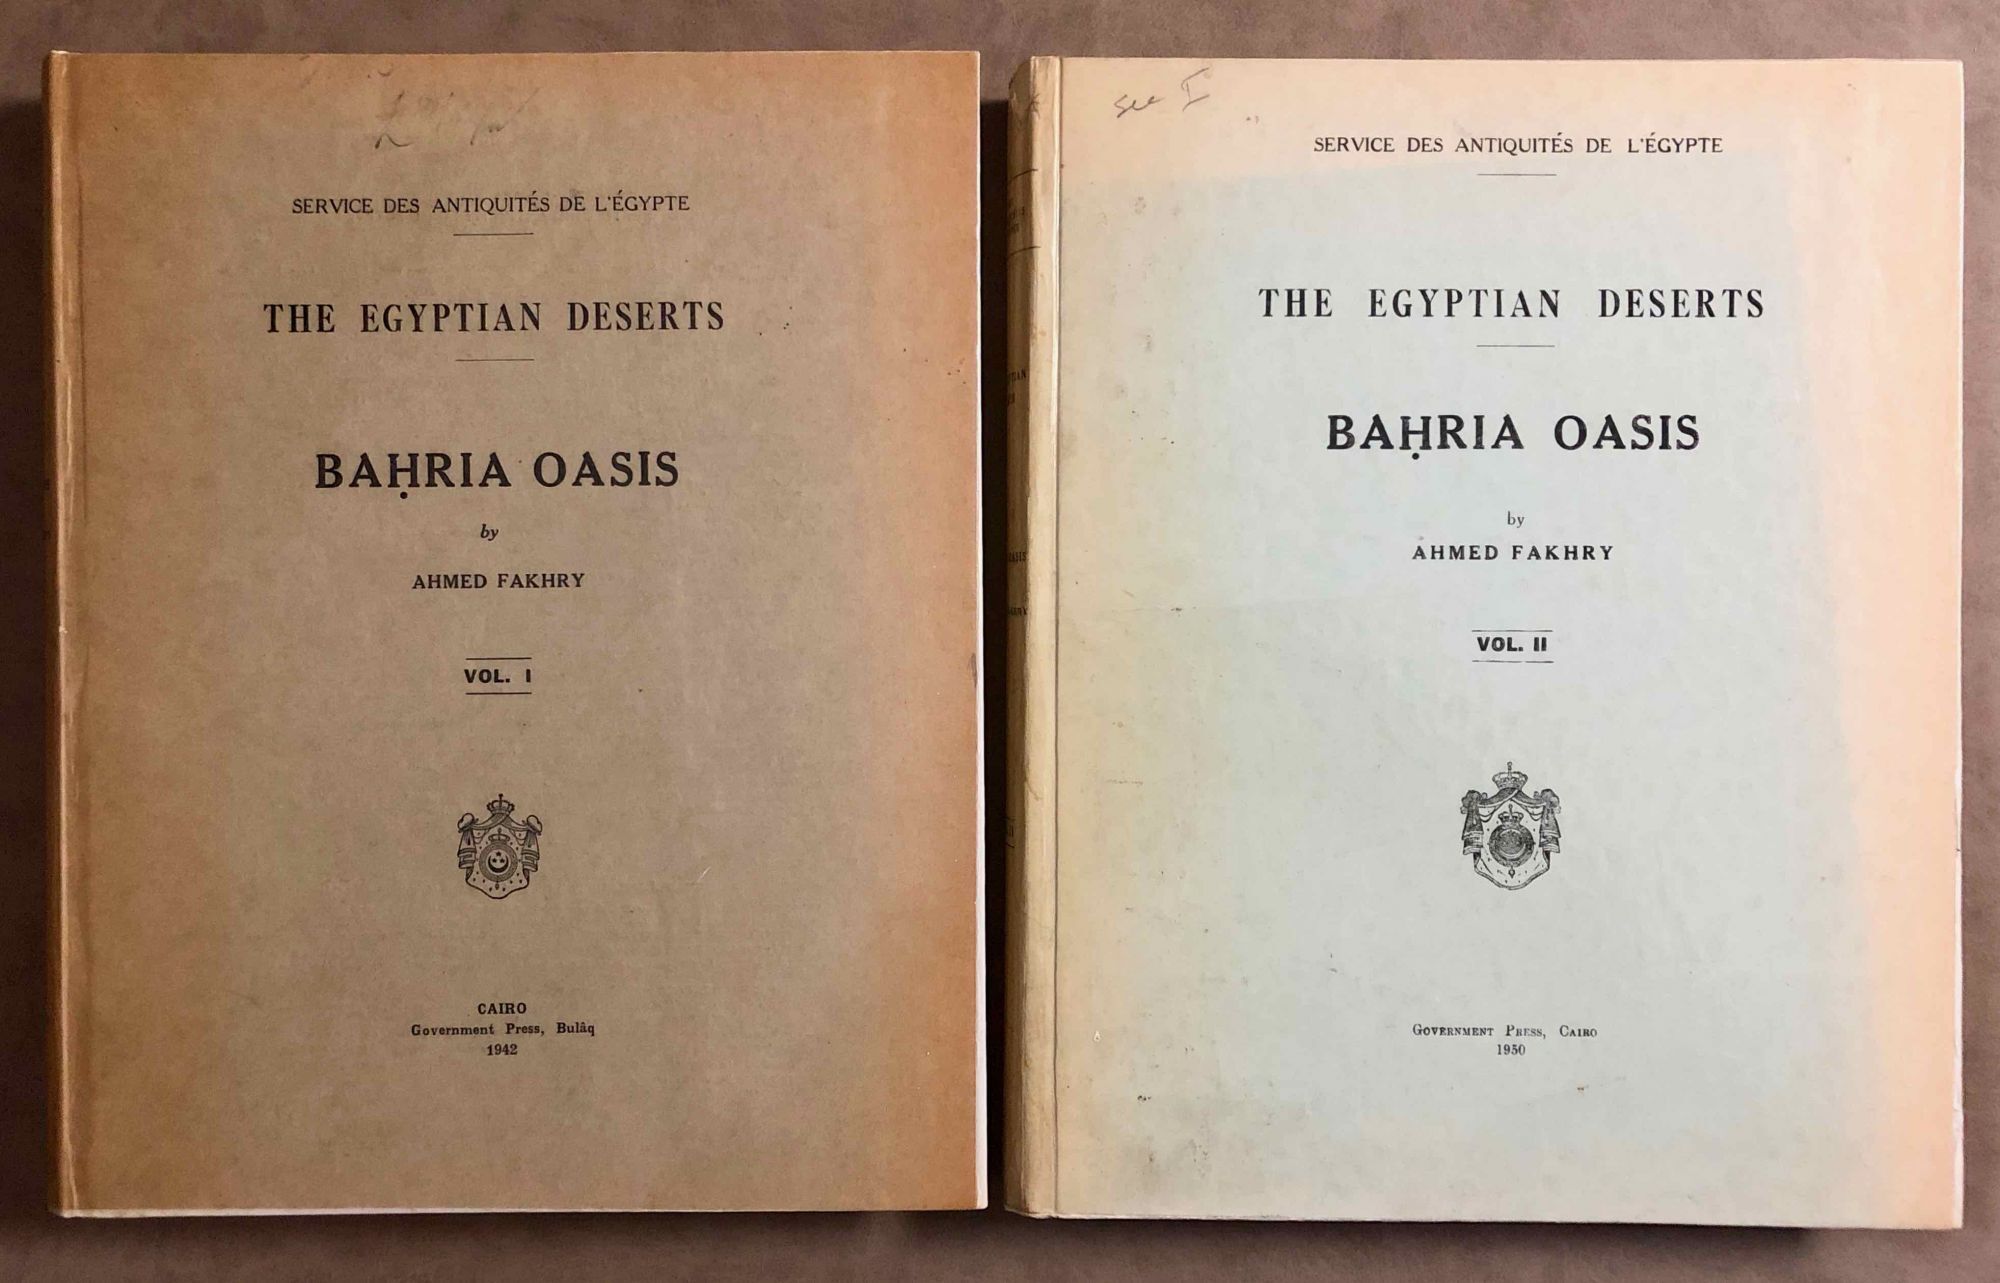 SERVICE DES ANTIQUITÉS DE L'ÉGYPTE
THE EGYPTIAN DESERTS
BAḤRIA OASIS
by
AHMED FAKHRY
VOL. I
CAIRO
Government Press, Bulâq
1942
see I
SERVICE DES ANTIQUITÉS DE L'ÉGYPTE
THE EGYPTIAN DESERTS
BAḤRIA OASIS
by
AHMED FAKHRY
VOL. II
GOVERNMENT PRESS, CAIRO
1950